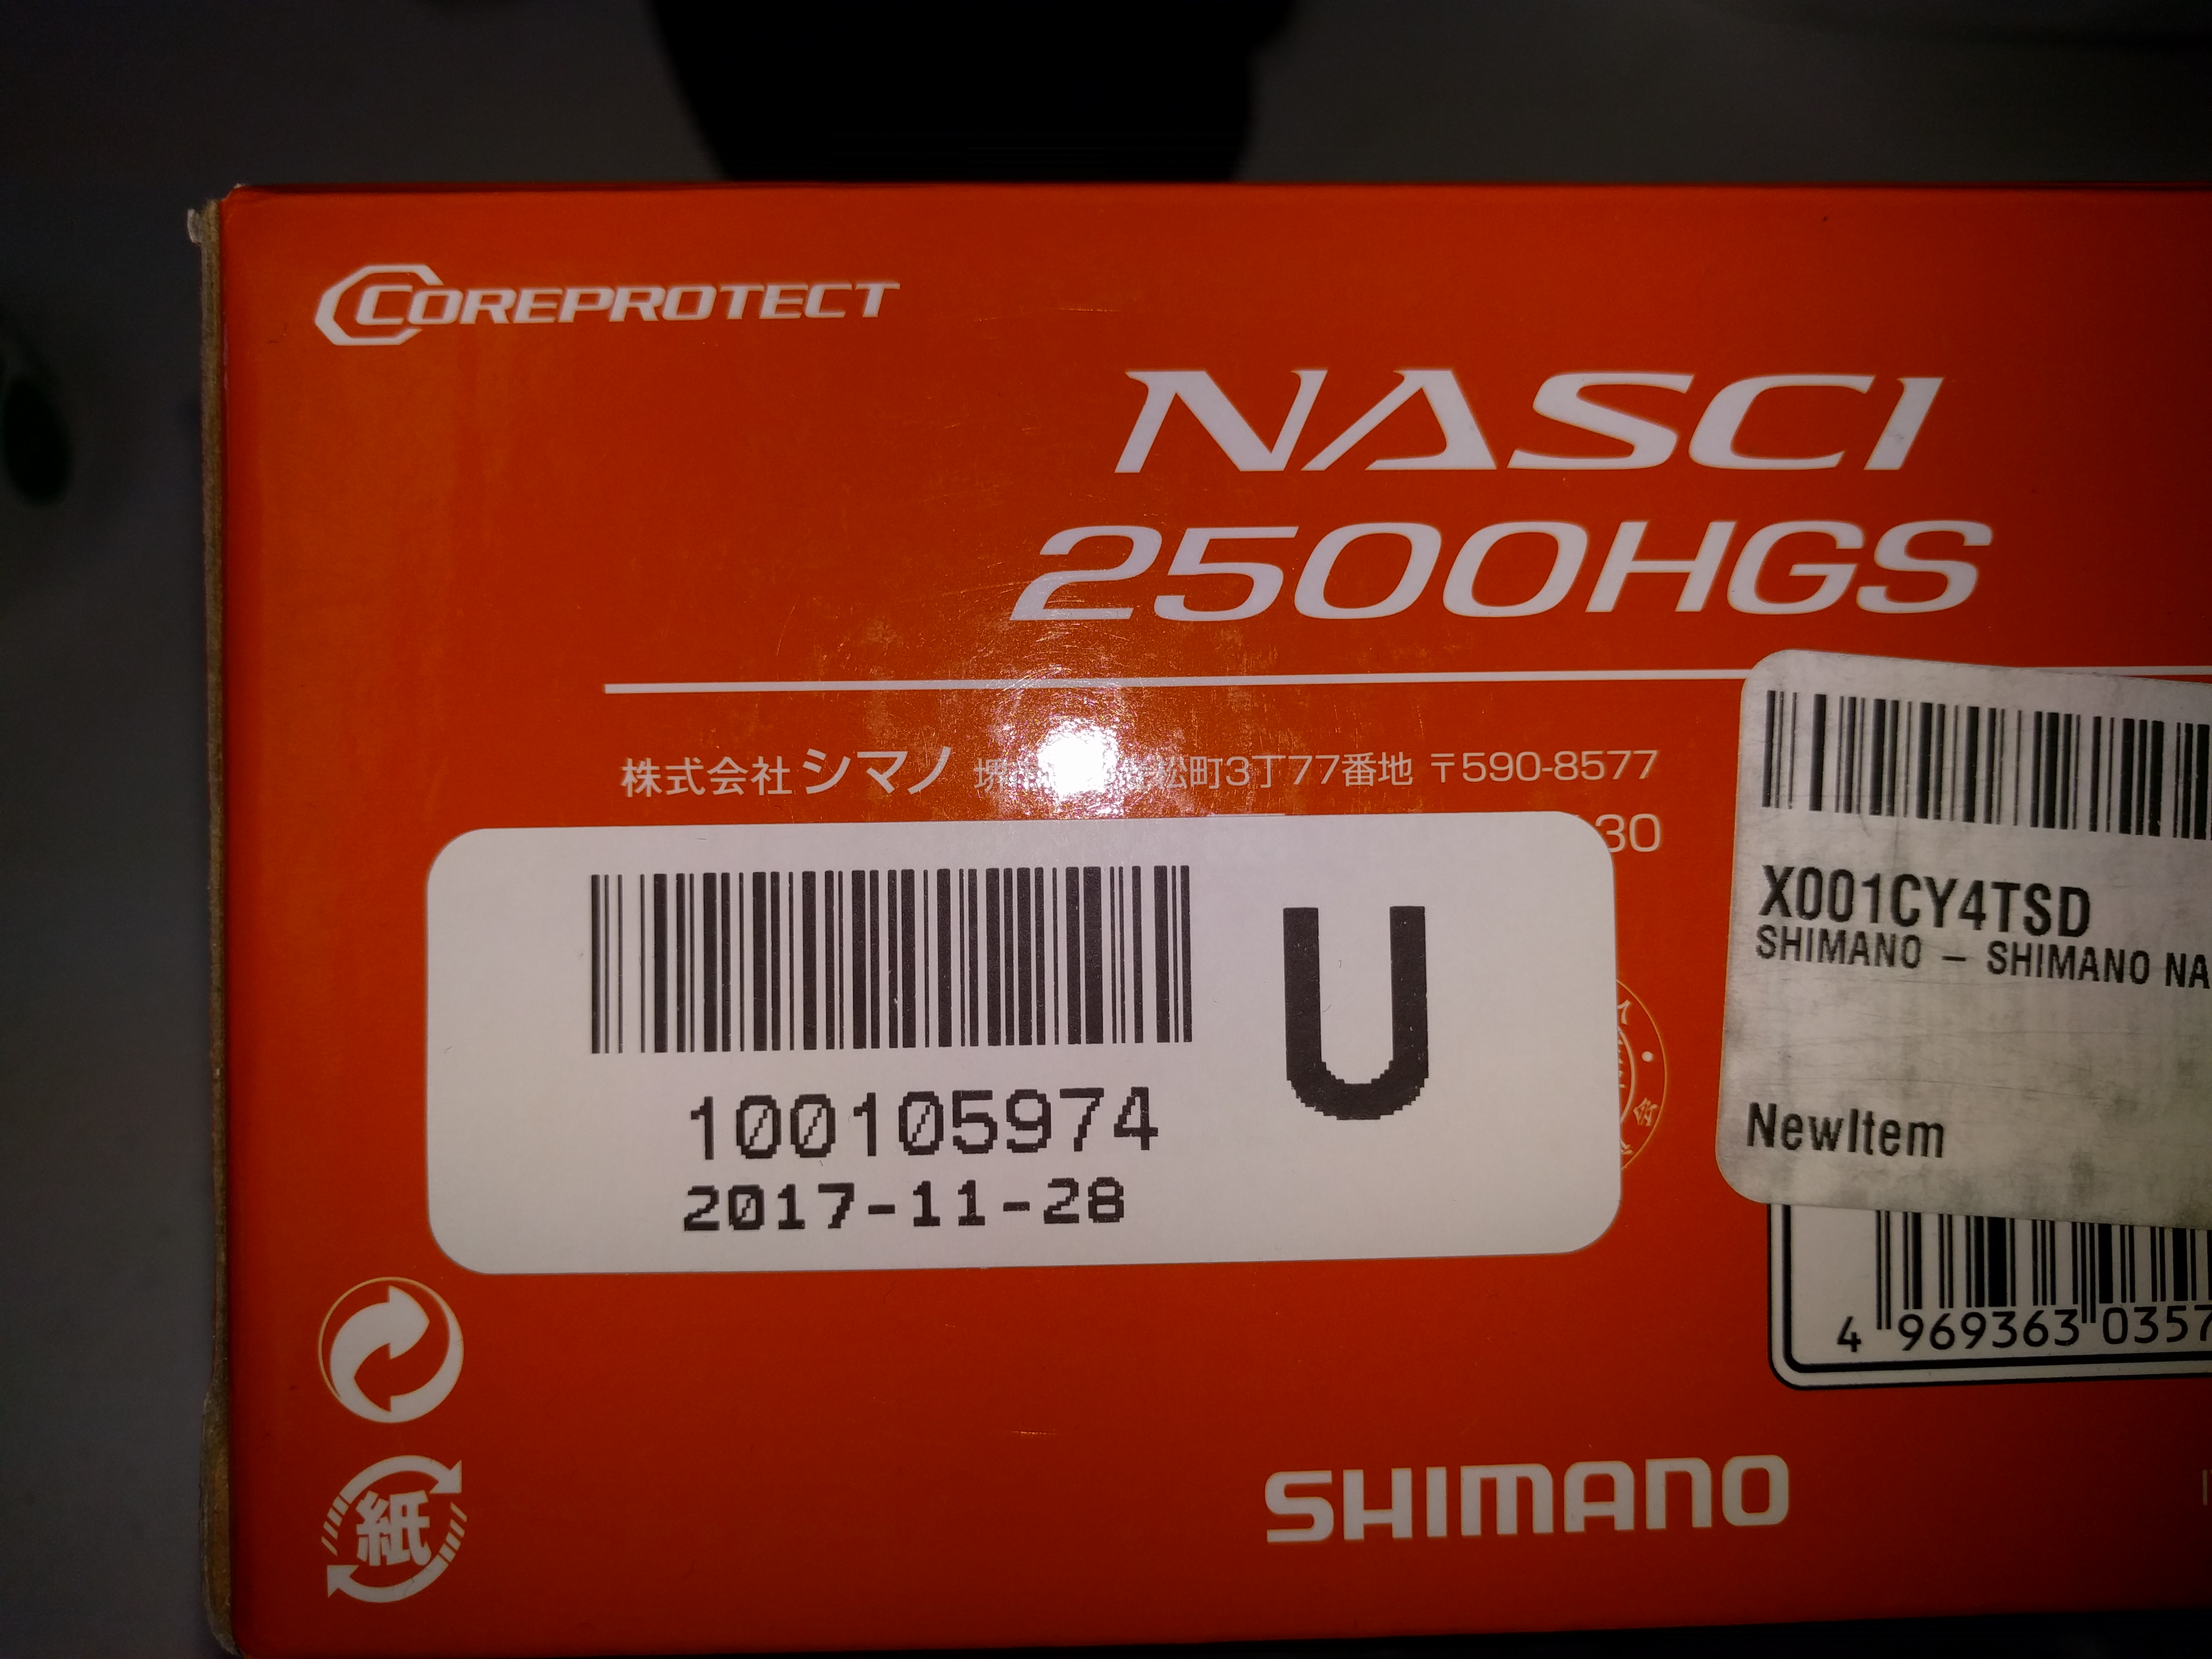 COREPROTECT
NASCI
2500HGS
株式会社 シマノ 堺 松町3丁77番地 〒590-8577
30
100105974
2017-11-28
U
X001CY4TSD
SHIMANO – SHIMANO NA
NewItem
4 969363 0357
紙
SHIMANO